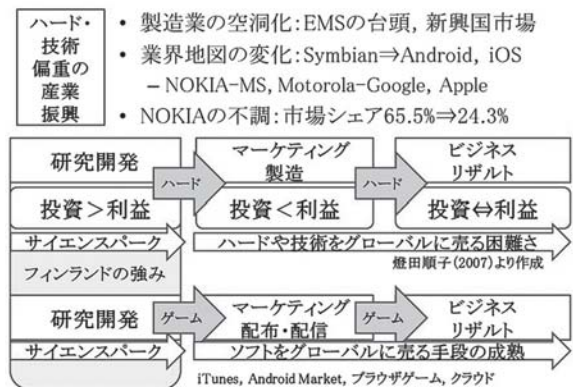 ハード・
技術
偏重の
産業
振興
• 製造業の空洞化：EMSの台頭，新興国市場
• 業界地図の変化：Symbian⇒Android, iOS
– NOKIA-MS, Motorola-Google, Apple
• NOKIAの不調：市場シェア65.5%⇒24.3%
研究開発
ハード
マーケティング
製造
ハード
ビジネス
リザルト
投資＞利益
投資＜利益
投資⇔利益
サイエンスパーク
ハードや技術をグローバルに売る困難さ
燈田順子(2007)より作成
フィンランドの強み
研究開発
ゲーム
マーケティング
配布・配信
ゲーム
ビジネス
リザルト
サイエンスパーク
ソフトをグローバルに売る手段の成熟
iTunes, Android Market, ブラウザゲーム, クラウド